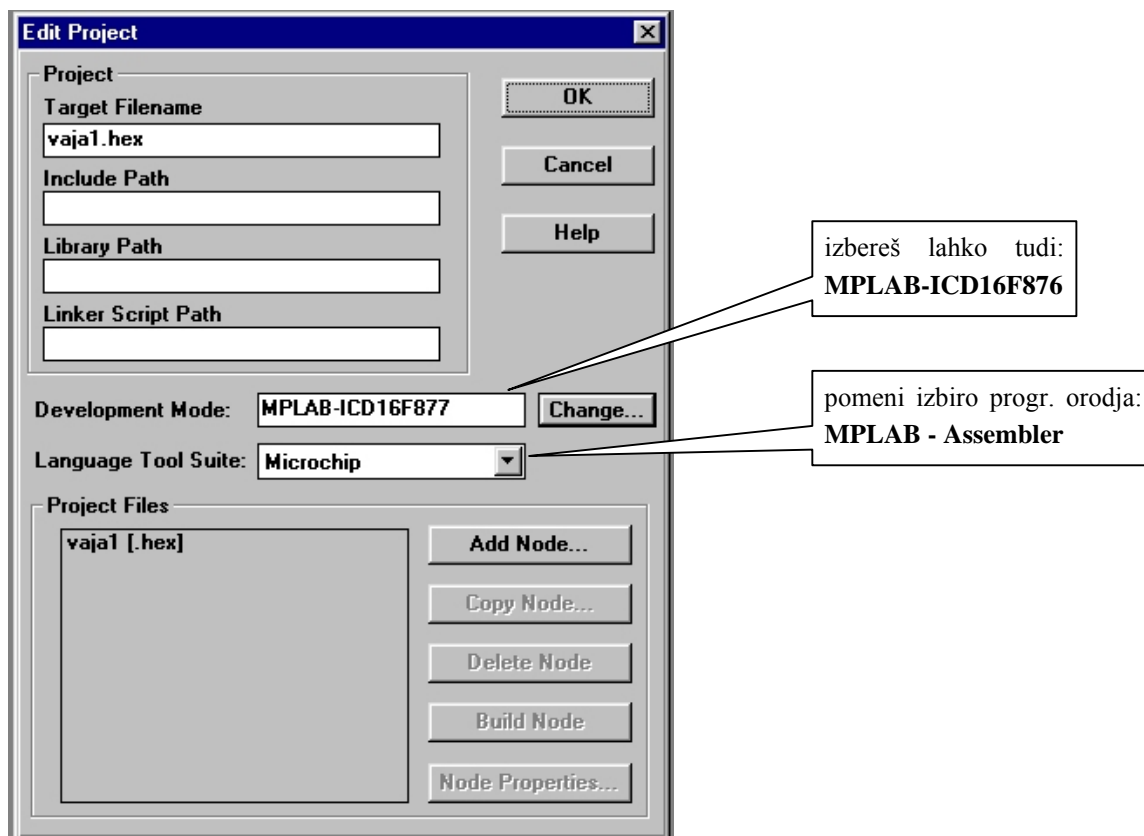 Edit Project
Project
Target Filename
vaja1.hex
Include Path
Library Path
Linker Script Path
OK
Cancel
Help
Development Mode:
MPLAB-ICD16F877
Change...
Language Tool Suite:
Microchip
Project Files
vaja1 [.hex]
Add Node...
Copy Node...
Delete Node
Build Node
Node Properties...
izbereš lahko tudi:
MPLAB-ICD16F876
pomeni izbiro progr. orodja:
MPLAB - Assembler